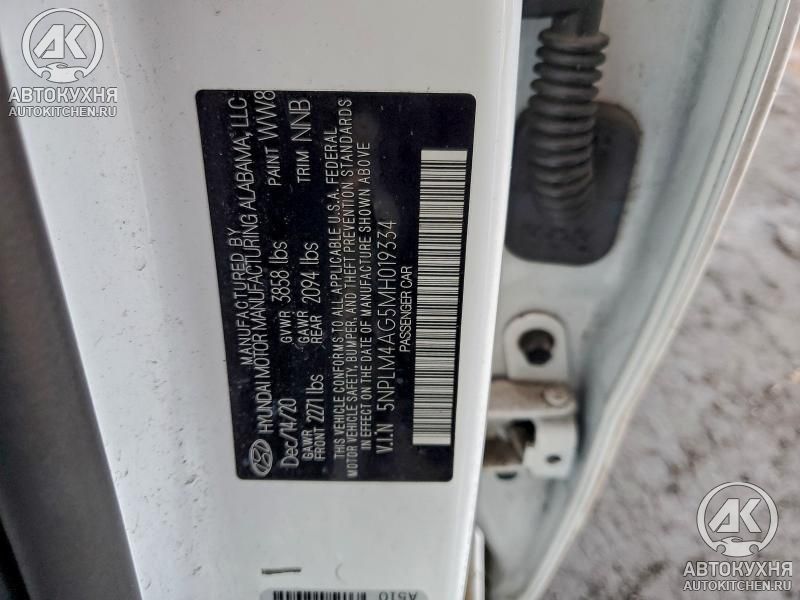 MANUFACTURED BY
HYUNDAI MOTOR MANUFACTURING ALABAMA, LLC
Dec/14/20 GVWR 3858 lbs PAINT WW8
GAWR FRONT 2271 lbs GAWR REAR 2094 lbs TRIM NNB
THIS VEHICLE CONFORMS TO ALL APPLICABLE U.S.A. FEDERAL
MOTOR VEHICLE SAFETY, BUMPER, AND THEFT PREVENTION STANDARDS
IN EFFECT ON THE DATE OF MANUFACTURE SHOWN ABOVE
V.I.N 5NPLM4AG5MH019334
PASSENGER CAR
A510
АК
АВТОКУХНЯ
AUTOKITCHEN.RU
АК
АВТОКУХНЯ
AUTOKITCHEN.RU